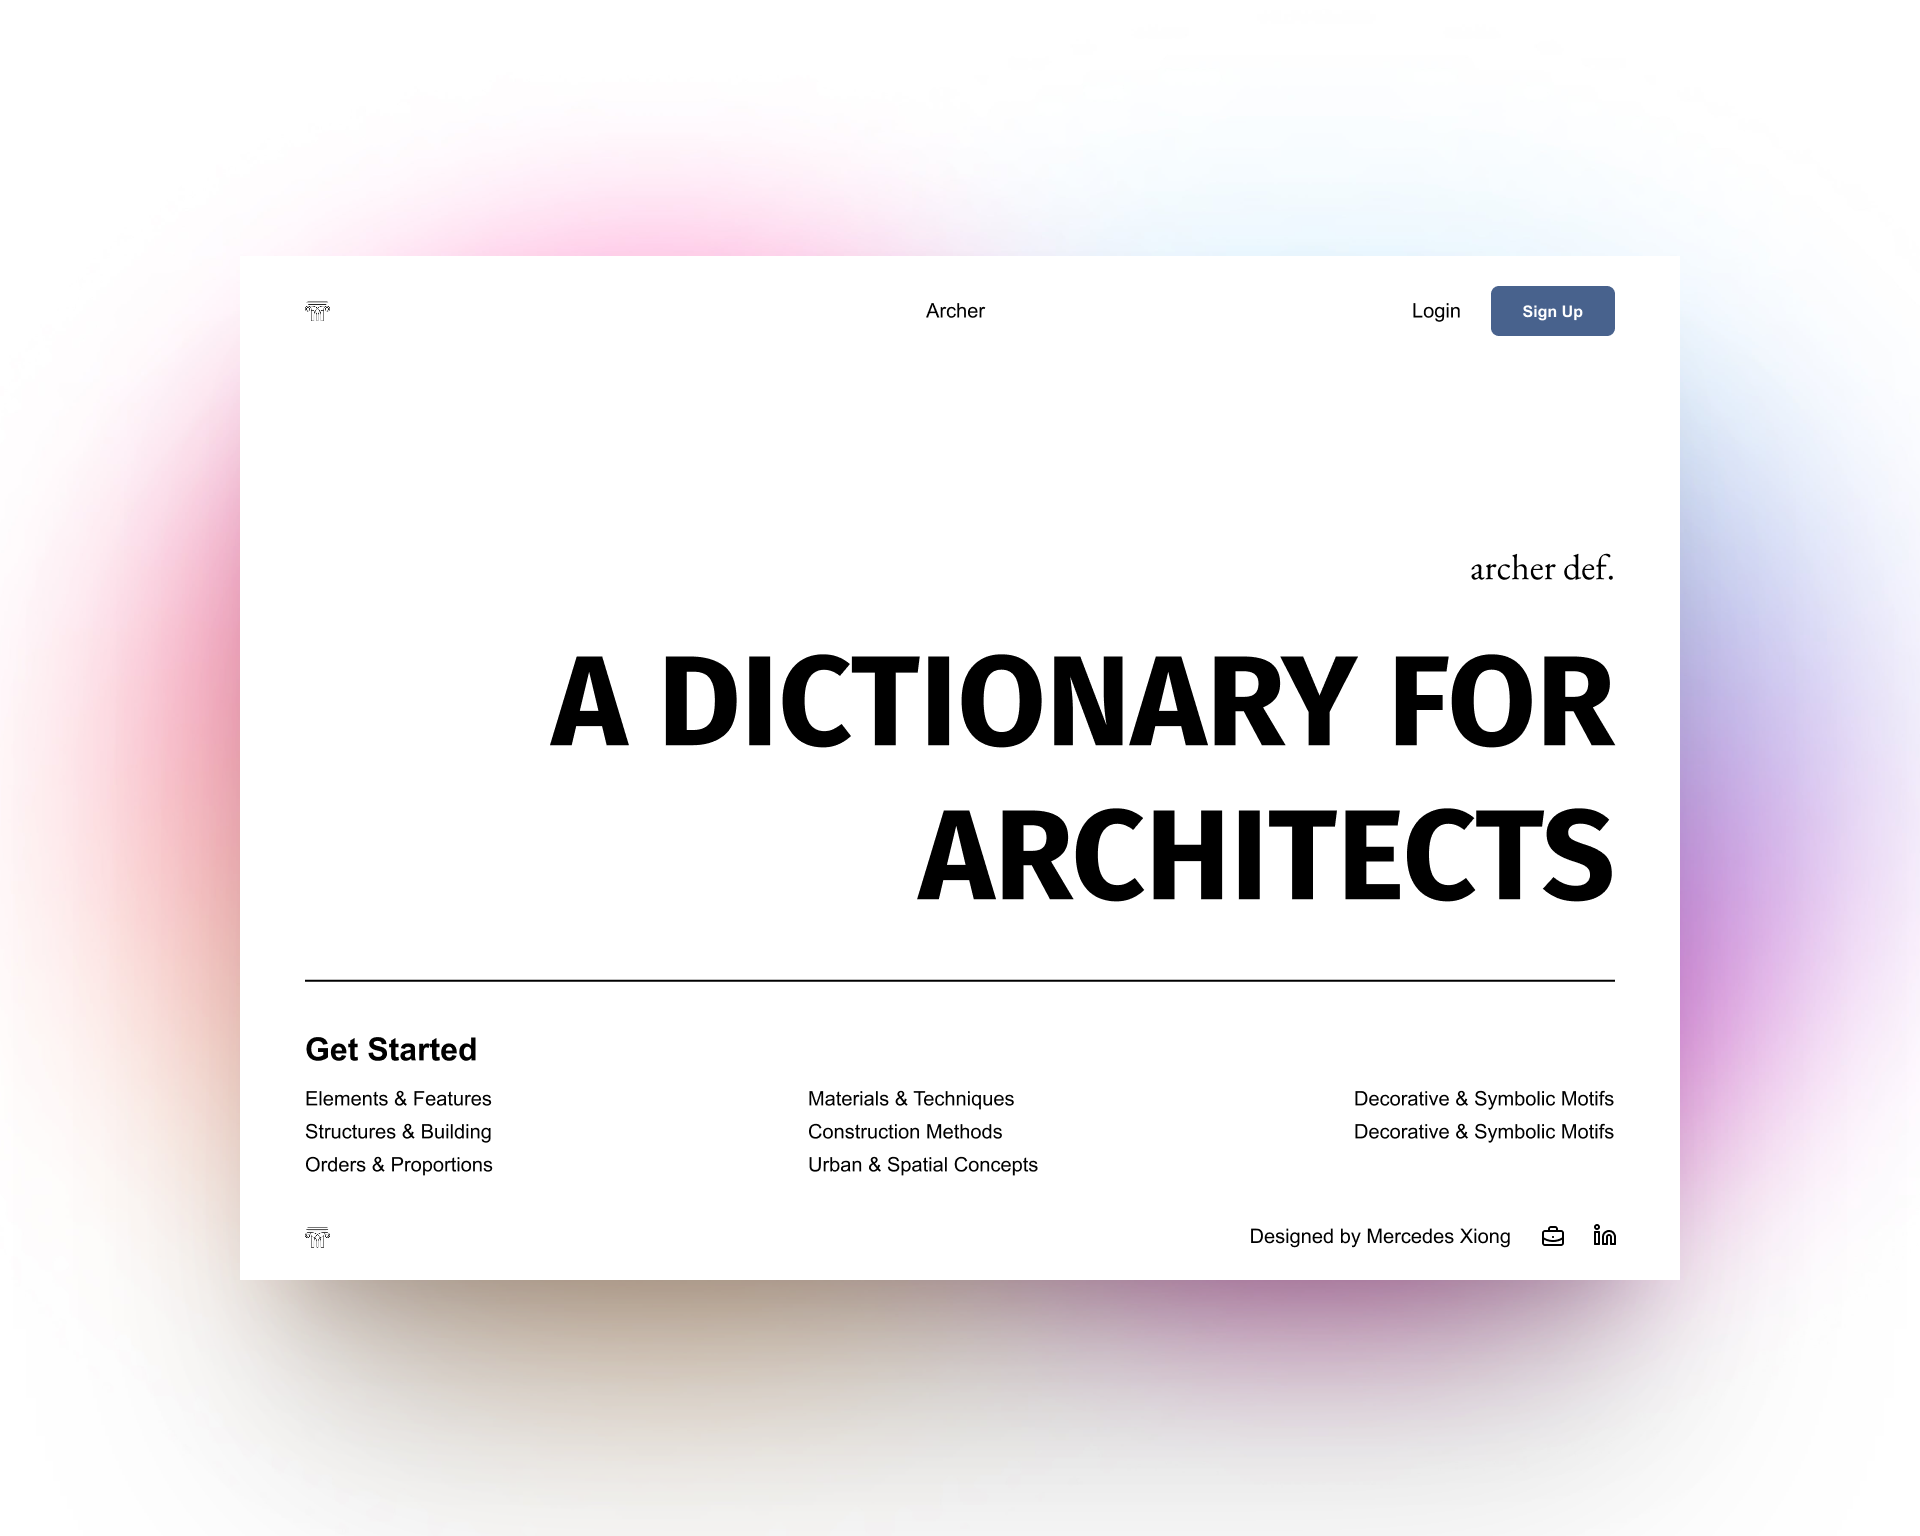 Archer
Login
Sign Up
archer def.
A DICTIONARY FOR
ARCHITECTS
Get Started
Elements & Features
Structures & Building
Orders & Proportions
Materials & Techniques
Construction Methods
Urban & Spatial Concepts
Decorative & Symbolic Motifs
Decorative & Symbolic Motifs
Designed by Mercedes Xiong
in